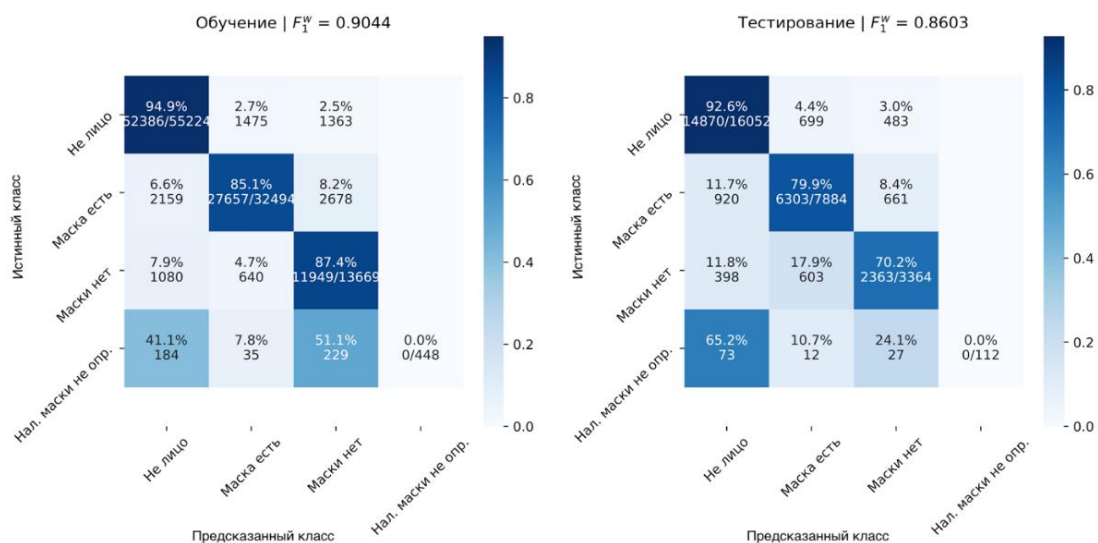 Обучение | F₁ʷ = 0.9044
Истинный класс
Не лицо
94.9%
52386/55224
2.7%
1475
2.5%
1363
Маска есть
6.6%
2159
85.1%
27657/32494
8.2%
2678
Маски нет
7.9%
1080
4.7%
640
87.4%
11949/13669
Нал. маски не опр.
41.1%
184
7.8%
35
51.1%
229
0.0%
0/448
Не лицо
Маска есть
Маски нет
Нал. маски не опр.
Предсказанный класс
0.8
0.6
0.4
0.2
0.0
Тестирование | F₁ʷ = 0.8603
Истинный класс
Не лицо
92.6%
14870/16052
4.4%
699
3.0%
483
Маска есть
11.7%
920
79.9%
6303/7884
8.4%
661
Маски нет
11.8%
398
17.9%
603
70.2%
2363/3364
Нал. маски не опр.
65.2%
73
10.7%
12
24.1%
27
0.0%
0/112
Не лицо
Маска есть
Маски нет
Нал. маски не опр.
Предсказанный класс
0.8
0.6
0.4
0.2
0.0